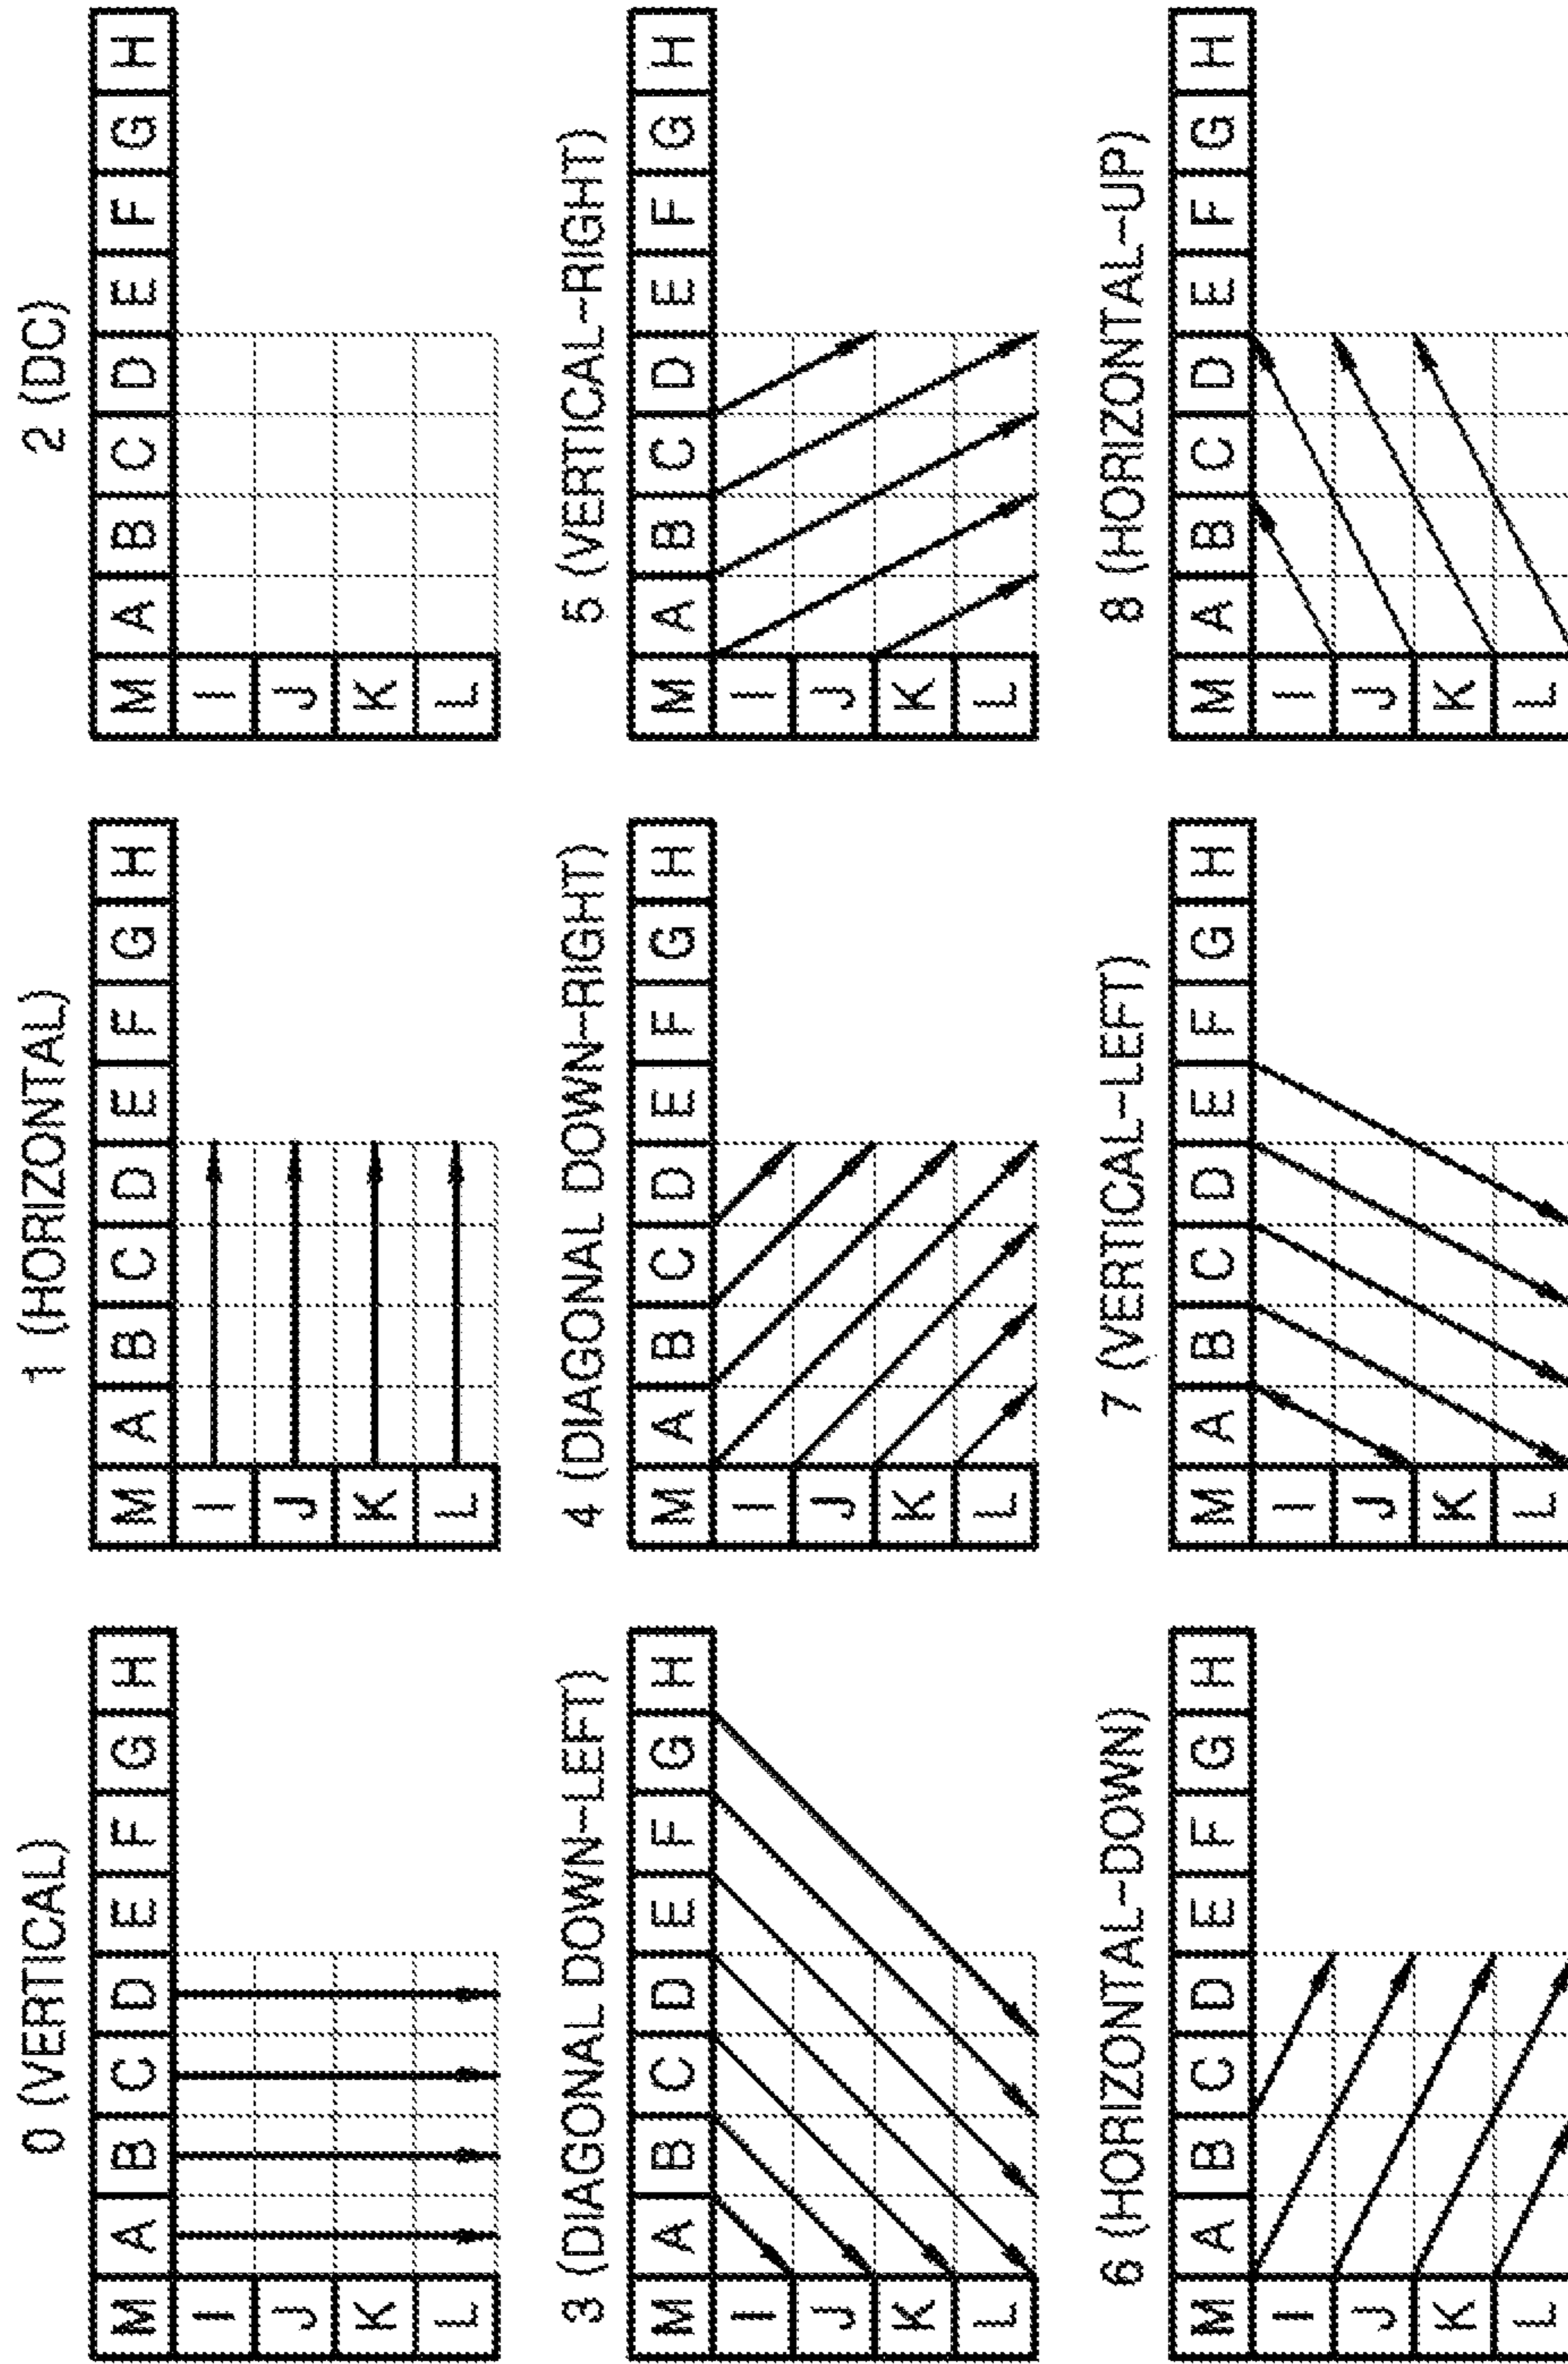 0 (VERTICAL)
M A B C D E F G H
I
J
K
L
1 (HORIZONTAL)
M A B C D E F G H
I
J
K
L
2 (DC)
M A B C D E F G H
I
J
K
L
3 (DIAGONAL DOWN-LEFT)
M A B C D E F G H
I
J
K
L
4 (DIAGONAL DOWN-RIGHT)
M A B C D E F G H
I
J
K
L
5 (VERTICAL-RIGHT)
M A B C D E F G H
I
J
K
L
6 (HORIZONTAL-DOWN)
M A B C D E F G H
I
J
K
L
7 (VERTICAL-LEFT)
M A B C D E F G H
I
J
K
L
8 (HORIZONTAL-UP)
M A B C D E F G H
I
J
K
L